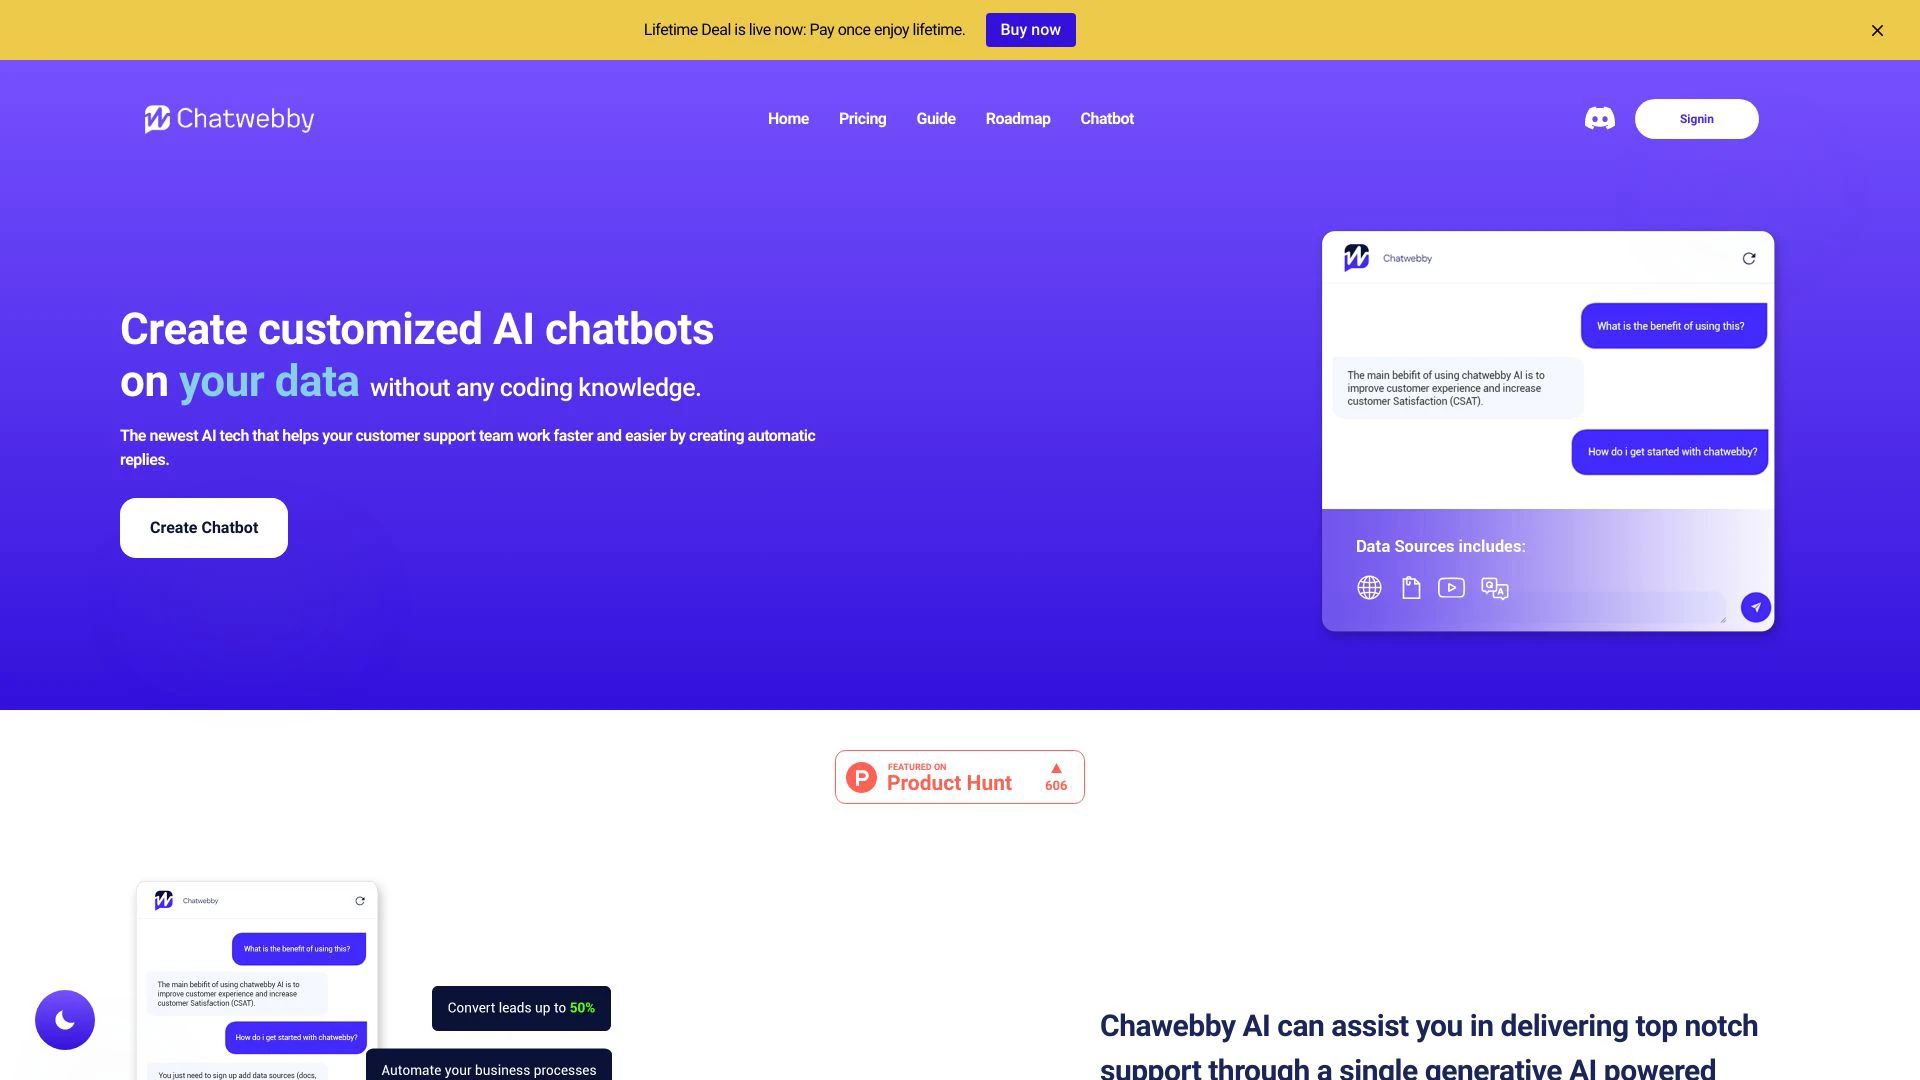 Lifetime Deal is live now: Pay once enjoy lifetime.
Buy now
Chatwebby
Home
Pricing
Guide
Roadmap
Chatbot
Signin
Create customized AI chatbots
on your data without any coding knowledge.
The newest AI tech that helps your customer support team work faster and easier by creating automatic
replies.
Create Chatbot
Chatwebby
What is the benefit of using this?
The main bebifit of using chatwebby AI is to
improve customer experience and increase
customer Satisfaction (CSAT).
How do i get started with chatwebby?
Data Sources includes:
Q
A
P
FEATURED ON
Product Hunt
606
Chatwebby
What is the benefit of using this?
The main bebifit of using chatwebby AI is to
improve customer experience and increase
customer Satisfaction (CSAT).
How do i get started with chatwebby?
You just need to sign up add data sources (docs,
Convert leads up to 50%
Automate your business processes
Chawebby AI can assist you in delivering top notch
support through a single generative AI powered